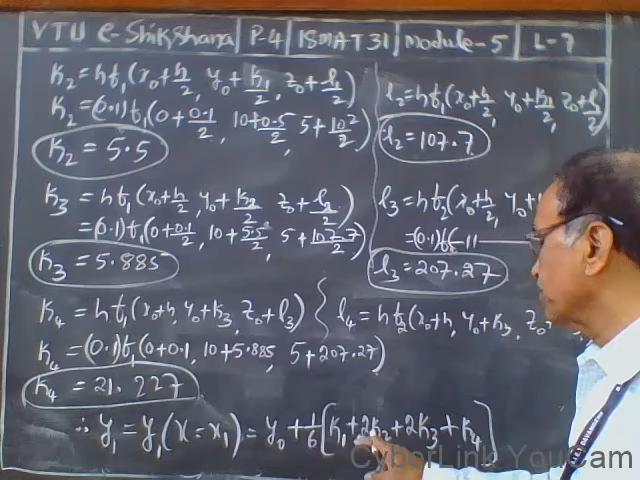 VTU e-Shikshana | P-4 | 18MAT31 | Module-5 | L-7
K₂ = hf₁(x₀+h/2, y₀+K₁/2, z₀+l₁/2)
K₂ = (0.1)f₁(0+0.1/2, 10+0.5/2, 5+10²/2)
K₂ = 5.5
K₃ = hf₁(x₀+h/2, y₀+K₂/2, z₀+l₂/2)
= (0.1)f₁(0+0.1/2, 10+5.5/2, 5+107.7/2)
K₃ = 5.885
K₄ = hf₁(x₀+h, y₀+K₃, z₀+l₃)
K₄ = (0.1)f₁(0+0.1, 10+5.885, 5+207.27)
K₄ = 21.227
∴ y₁ = y₁(x=x₁) = y₀ + 1/6 [K₁+2K₂+2K₃+K₄]
l₂ = hf₂(x₀+h/2, y₀+K₁/2, z₀+l₁/2)
l₂ = 107.7
l₃ = hf₂(x₀+h/2, y₀+
= (0.1)f₂(– 11 –
l₃ = 207.27
l₄ = hf₂(x₀+h, y₀+K₃, z₀
CyberLink YouCam